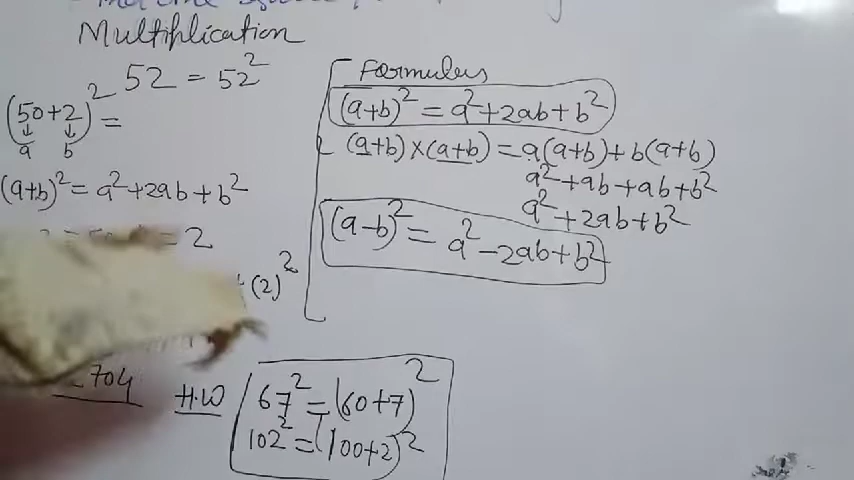 Multiplication
52 = 52²
(50+2)² =
a b
(a+b)² = a²+2ab+b²
= 2
+(2)²
704
Formulas
(a+b)² = a²+2ab+b²
(a+b)×(a+b) = a(a+b)+b(a+b)
a²+ab+ab+b²
a²+2ab+b²
(a-b)² = a²-2ab+b²
H.W
67² = (60+7)²
102² = (100+2)²